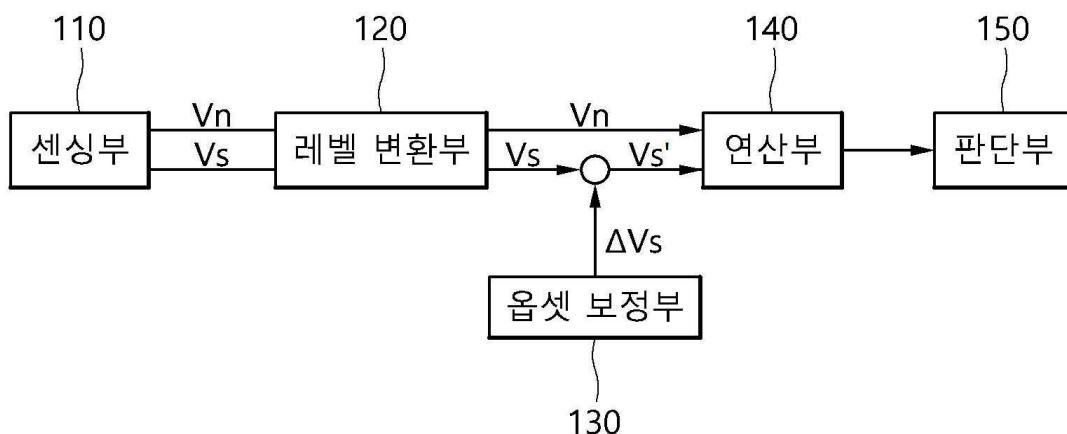 110 120 140 150
Vn Vn
센싱부 레벨 변환부 연산부 판단부
Vs Vs Vs'
ΔVs
옵셋 보정부
130